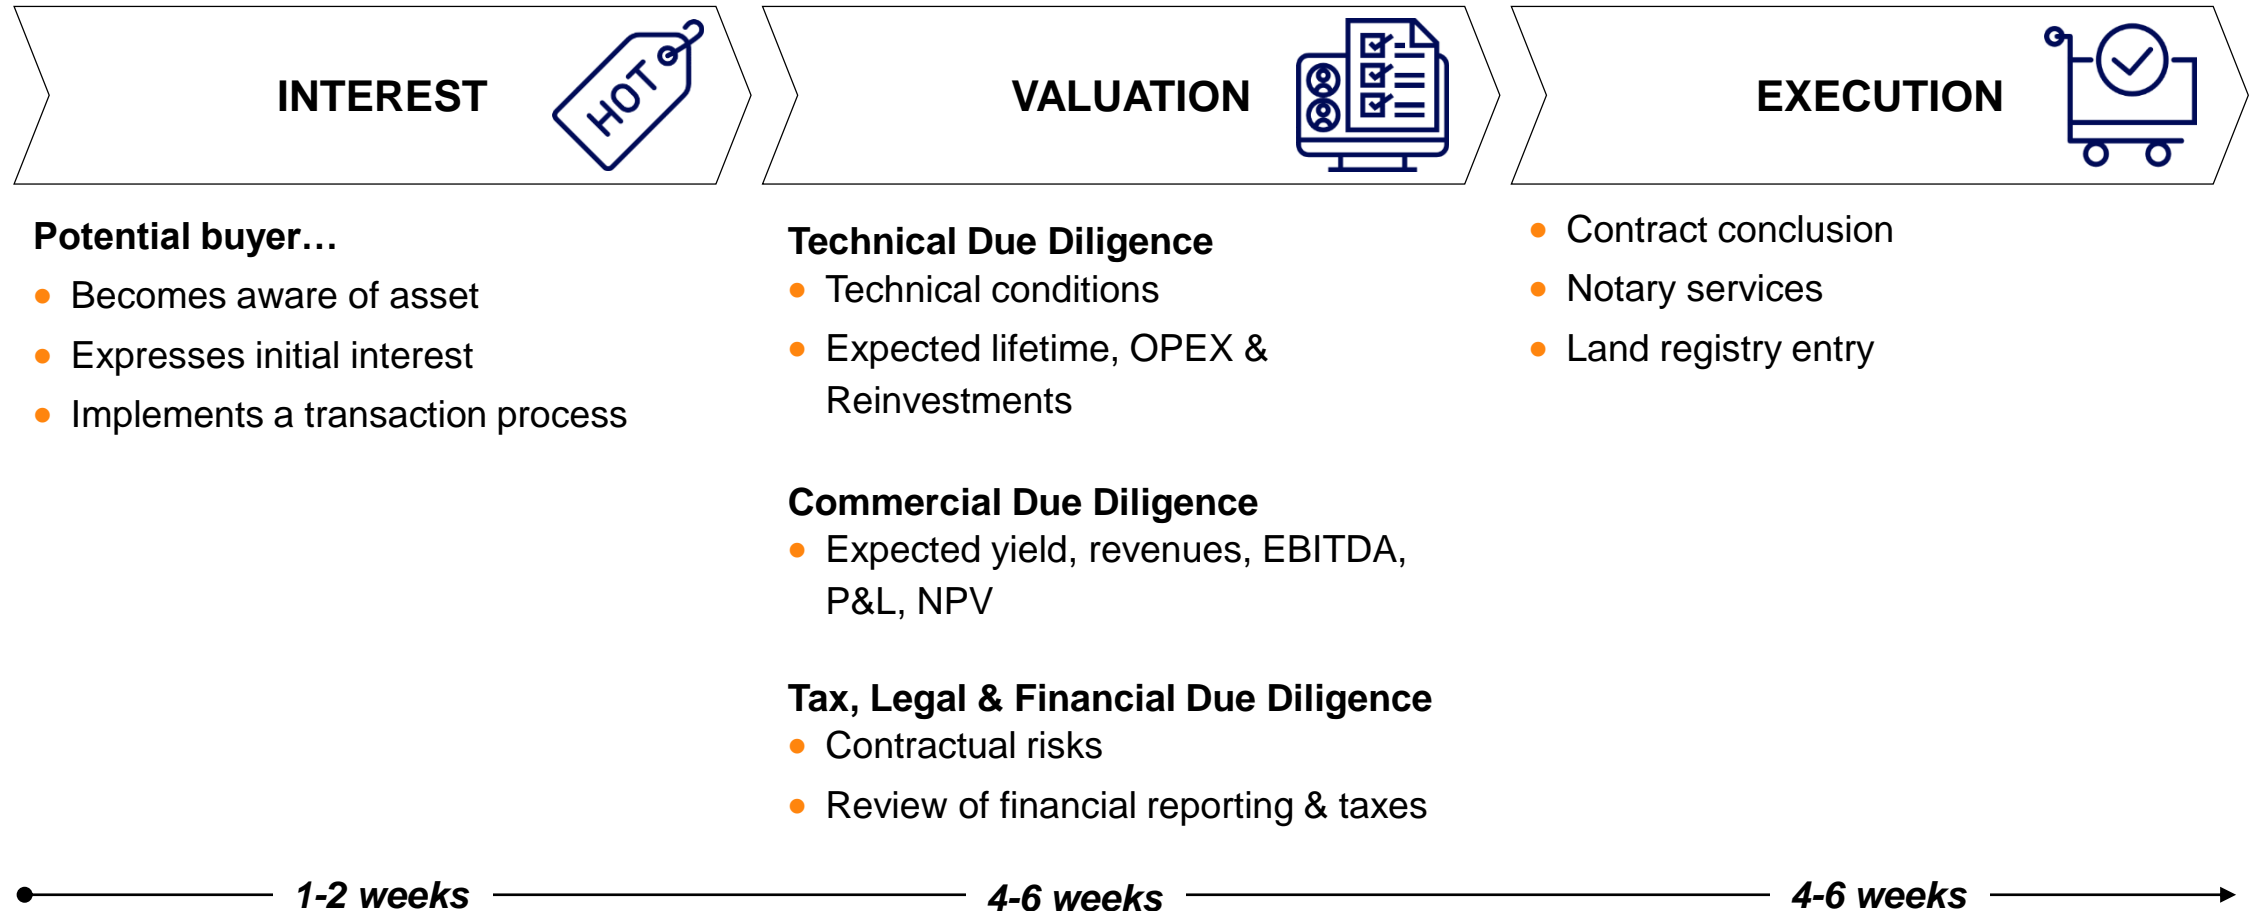 INTEREST
HOT
VALUATION
EXECUTION
Potential buyer…
Becomes aware of asset
Expresses initial interest
Implements a transaction process
Technical Due Diligence
Technical conditions
Expected lifetime, OPEX &
Reinvestments
Commercial Due Diligence
Expected yield, revenues, EBITDA,
P&L, NPV
Tax, Legal & Financial Due Diligence
Contractual risks
Review of financial reporting & taxes
Contract conclusion
Notary services
Land registry entry
1-2 weeks
4-6 weeks
4-6 weeks